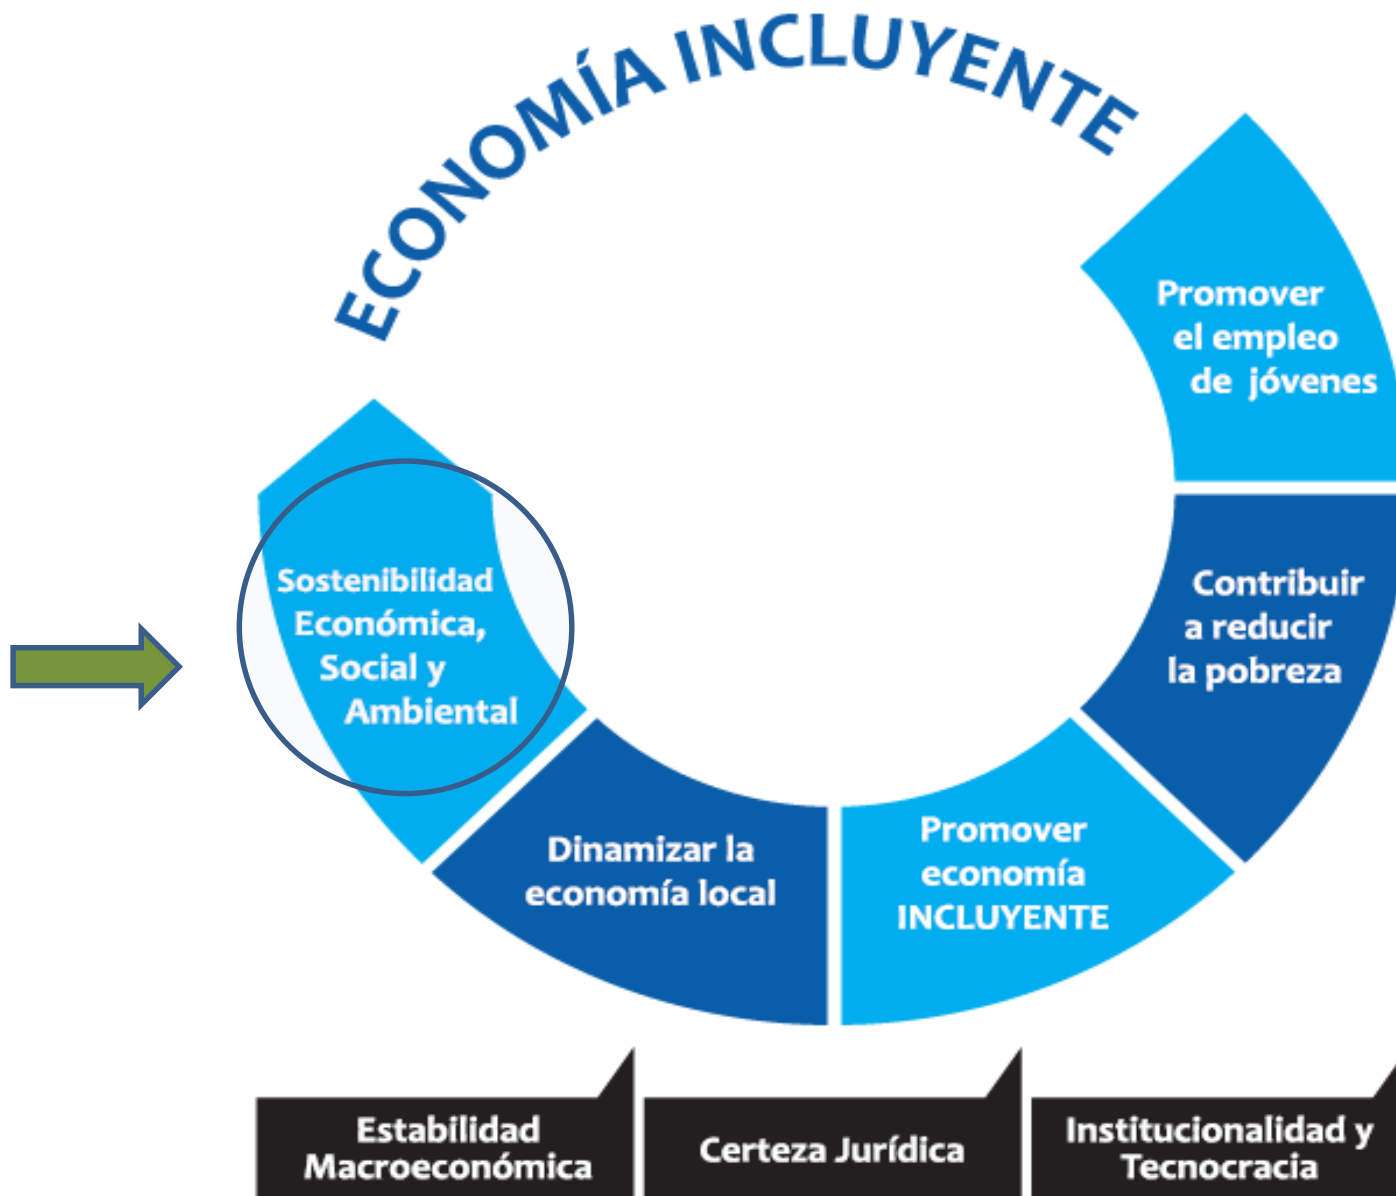 ECONOMÍA INCLUYENTE
Promover
el empleo
de jóvenes
Contribuir
a reducir
la pobreza
Promover
economía
INCLUYENTE
Dinamizar la
economía local
Sostenibilidad
Económica,
Social y
Ambiental
Estabilidad
Macroeconómica
Certeza Jurídica
Institucionalidad y
Tecnocracia